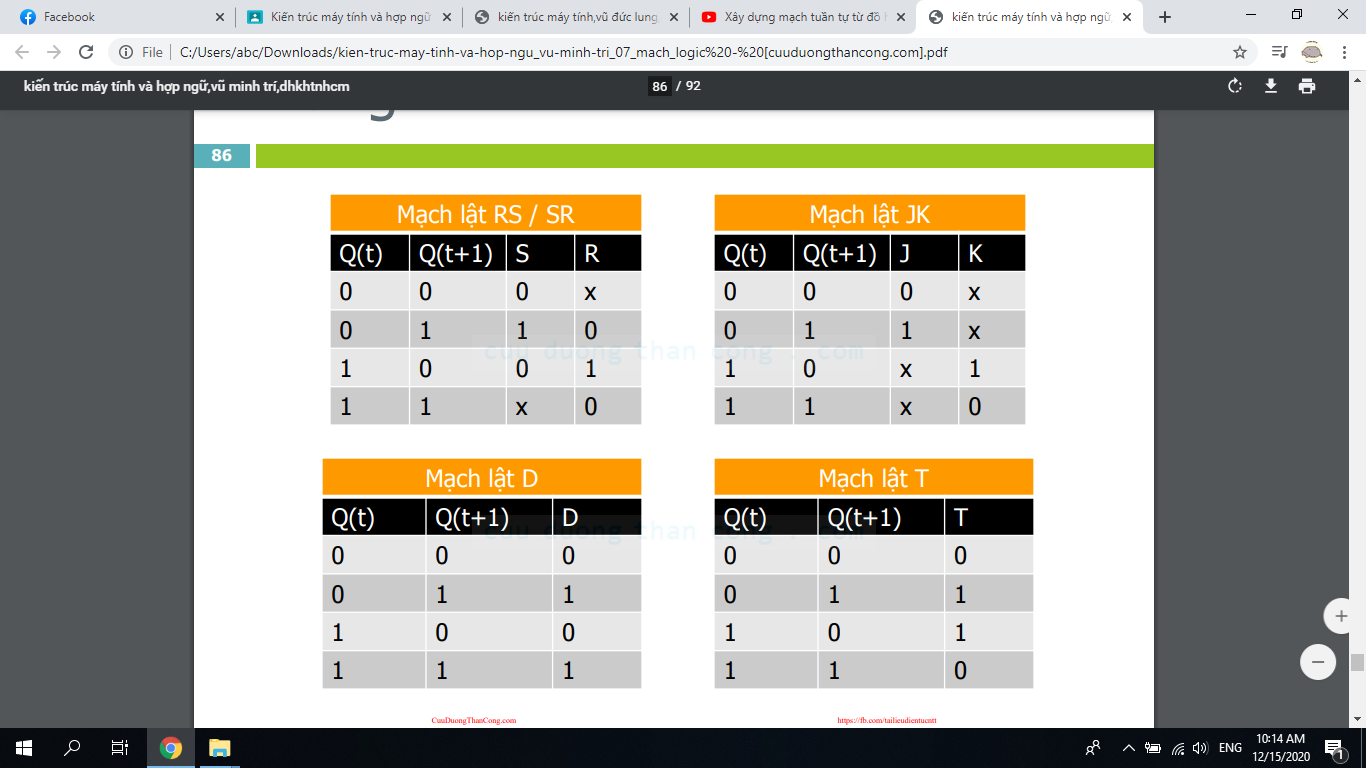 Facebook
Kiến trúc máy tính và hợp ngữ
kiến trúc máy tính,vũ đức lung,
Xây dựng mạch tuần tự từ đồ h
kiến trúc máy tính và hợp ngữ
File
C:/Users/abc/Downloads/kien-truc-may-tinh-va-hop-ngu_vu-minh-tri_07_mach_logic%20-%20[cuuduongthancong.com].pdf
kiến trúc máy tính và hợp ngữ,vũ minh trí,dhkhtnhcm
86 / 92
86
Mạch lật RS / SR
Q(t) Q(t+1) S R
0 0 0 x
0 1 1 0
1 0 0 1
1 1 x 0
Mạch lật JK
Q(t) Q(t+1) J K
0 0 0 x
0 1 1 x
1 0 x 1
1 1 x 0
cuu duong than cong . com
Mạch lật D
Q(t) Q(t+1) D
0 0 0
0 1 1
1 0 0
1 1 1
Mạch lật T
Q(t) Q(t+1) T
0 0 0
0 1 1
1 0 1
1 1 0
cuu duong than cong . com
CuuDuongThanCong.com
https://fb.com/tailieudientucntt
ENG
10:14 AM
12/15/2020
1